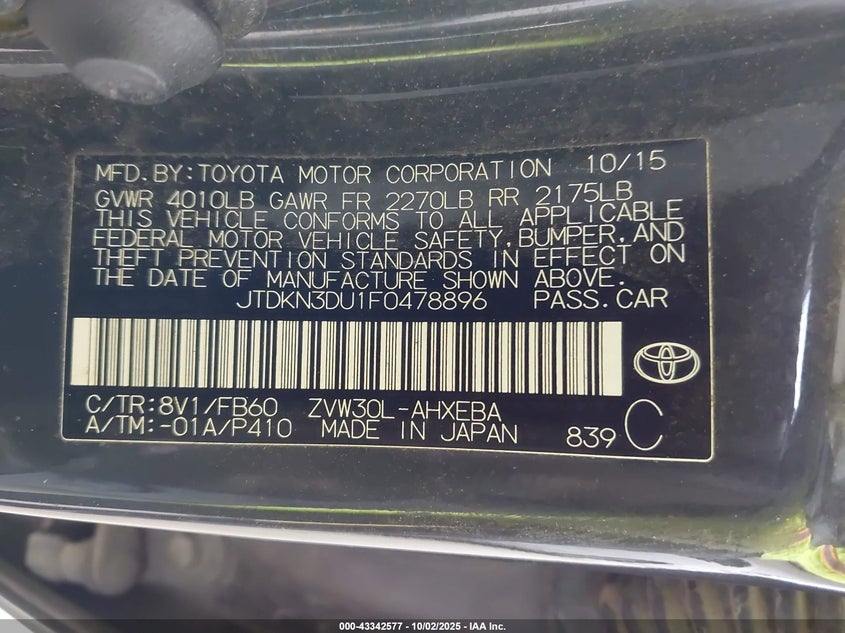 MFD.BY:TOYOTA MOTOR CORPORATION 10/15
GVWR 4010LB GAWR FR 2270LB RR 2175LB
THIS VEHICLE CONFORMS TO ALL APPLICABLE
FEDERAL MOTOR VEHICLE SAFETY,BUMPER,AND
THEFT PREVENTION STANDARDS IN EFFECT ON
THE DATE OF MANUFACTURE SHOWN ABOVE.
JTDKN3DU1F0478896 PASS.CAR
C/TR:8V1/FB60 ZVW30L-AHXEBA
A/TM:-01A/P410 MADE IN JAPAN 839 C
000-43342577 - 10/02/2025 - IAA Inc.